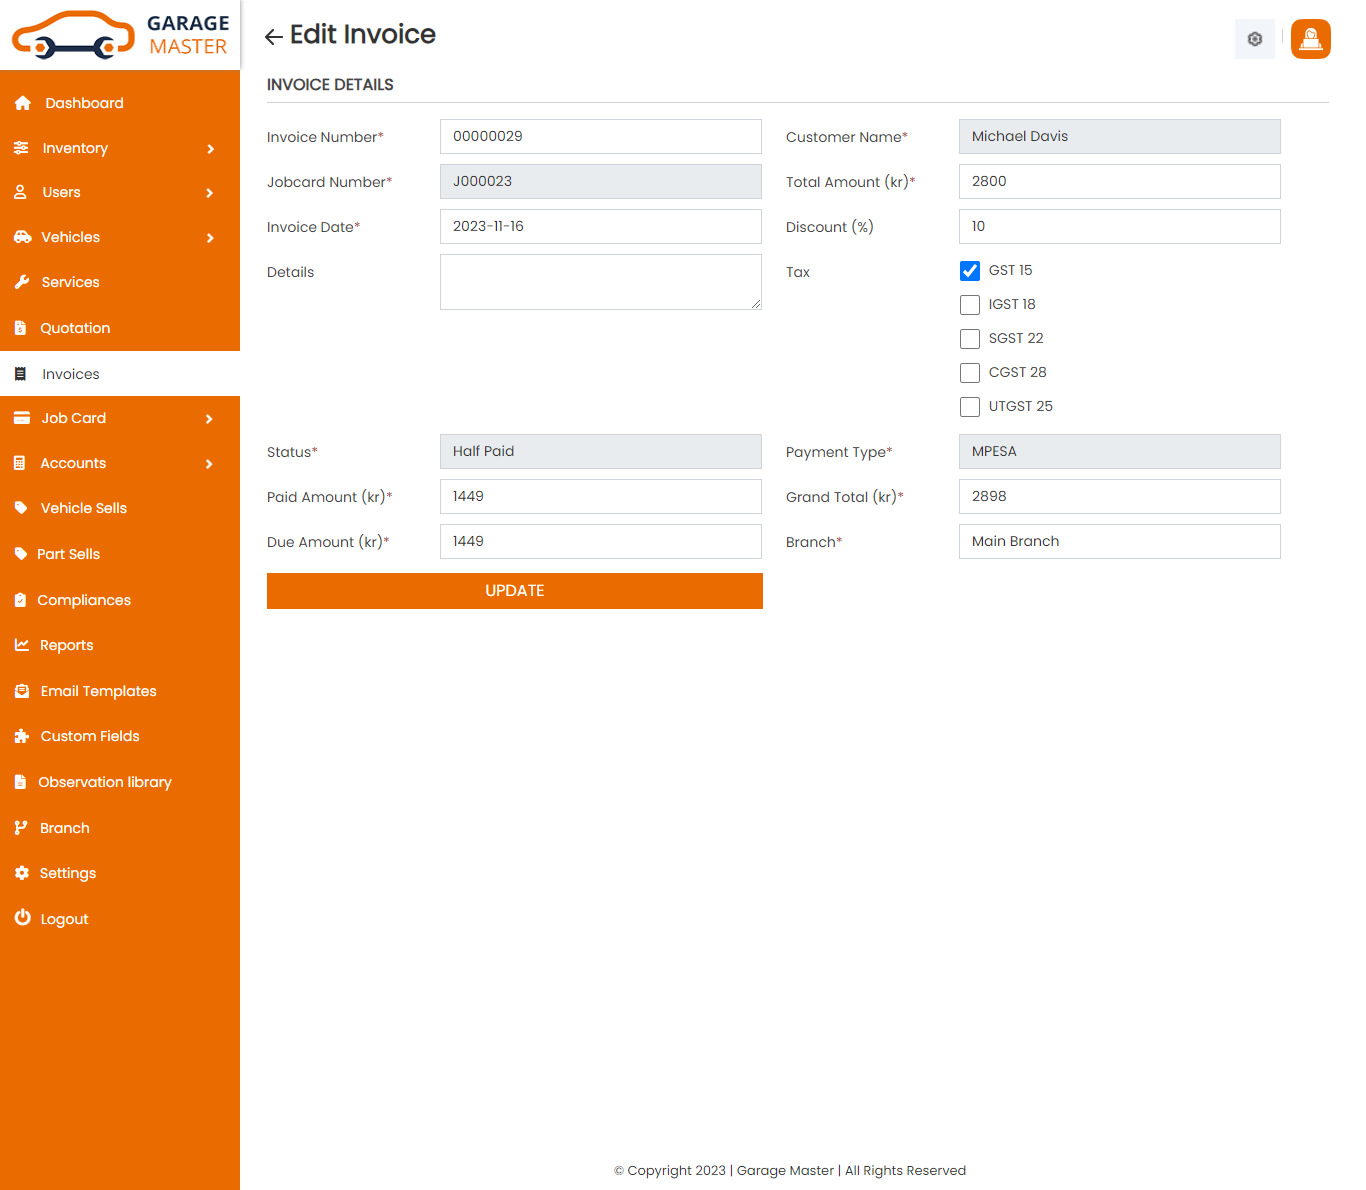 GARAGE
MASTER
Dashboard
Inventory
Users
Vehicles
Services
Quotation
Invoices
Job Card
Accounts
Vehicle Sells
Part Sells
Compliances
Reports
Email Templates
Custom Fields
Observation library
Branch
Settings
Logout
Edit Invoice
INVOICE DETAILS
Invoice Number* 00000029
Customer Name* Michael Davis
Jobcard Number* J000023
Total Amount (kr)* 2800
Invoice Date* 2023-11-16
Discount (%) 10
Details
Tax
GST 15
IGST 18
SGST 22
CGST 28
UTGST 25
Status* Half Paid
Payment Type* MPESA
Paid Amount (kr)* 1449
Grand Total (kr)* 2898
Due Amount (kr)* 1449
Branch* Main Branch
UPDATE
© Copyright 2023 | Garage Master | All Rights Reserved